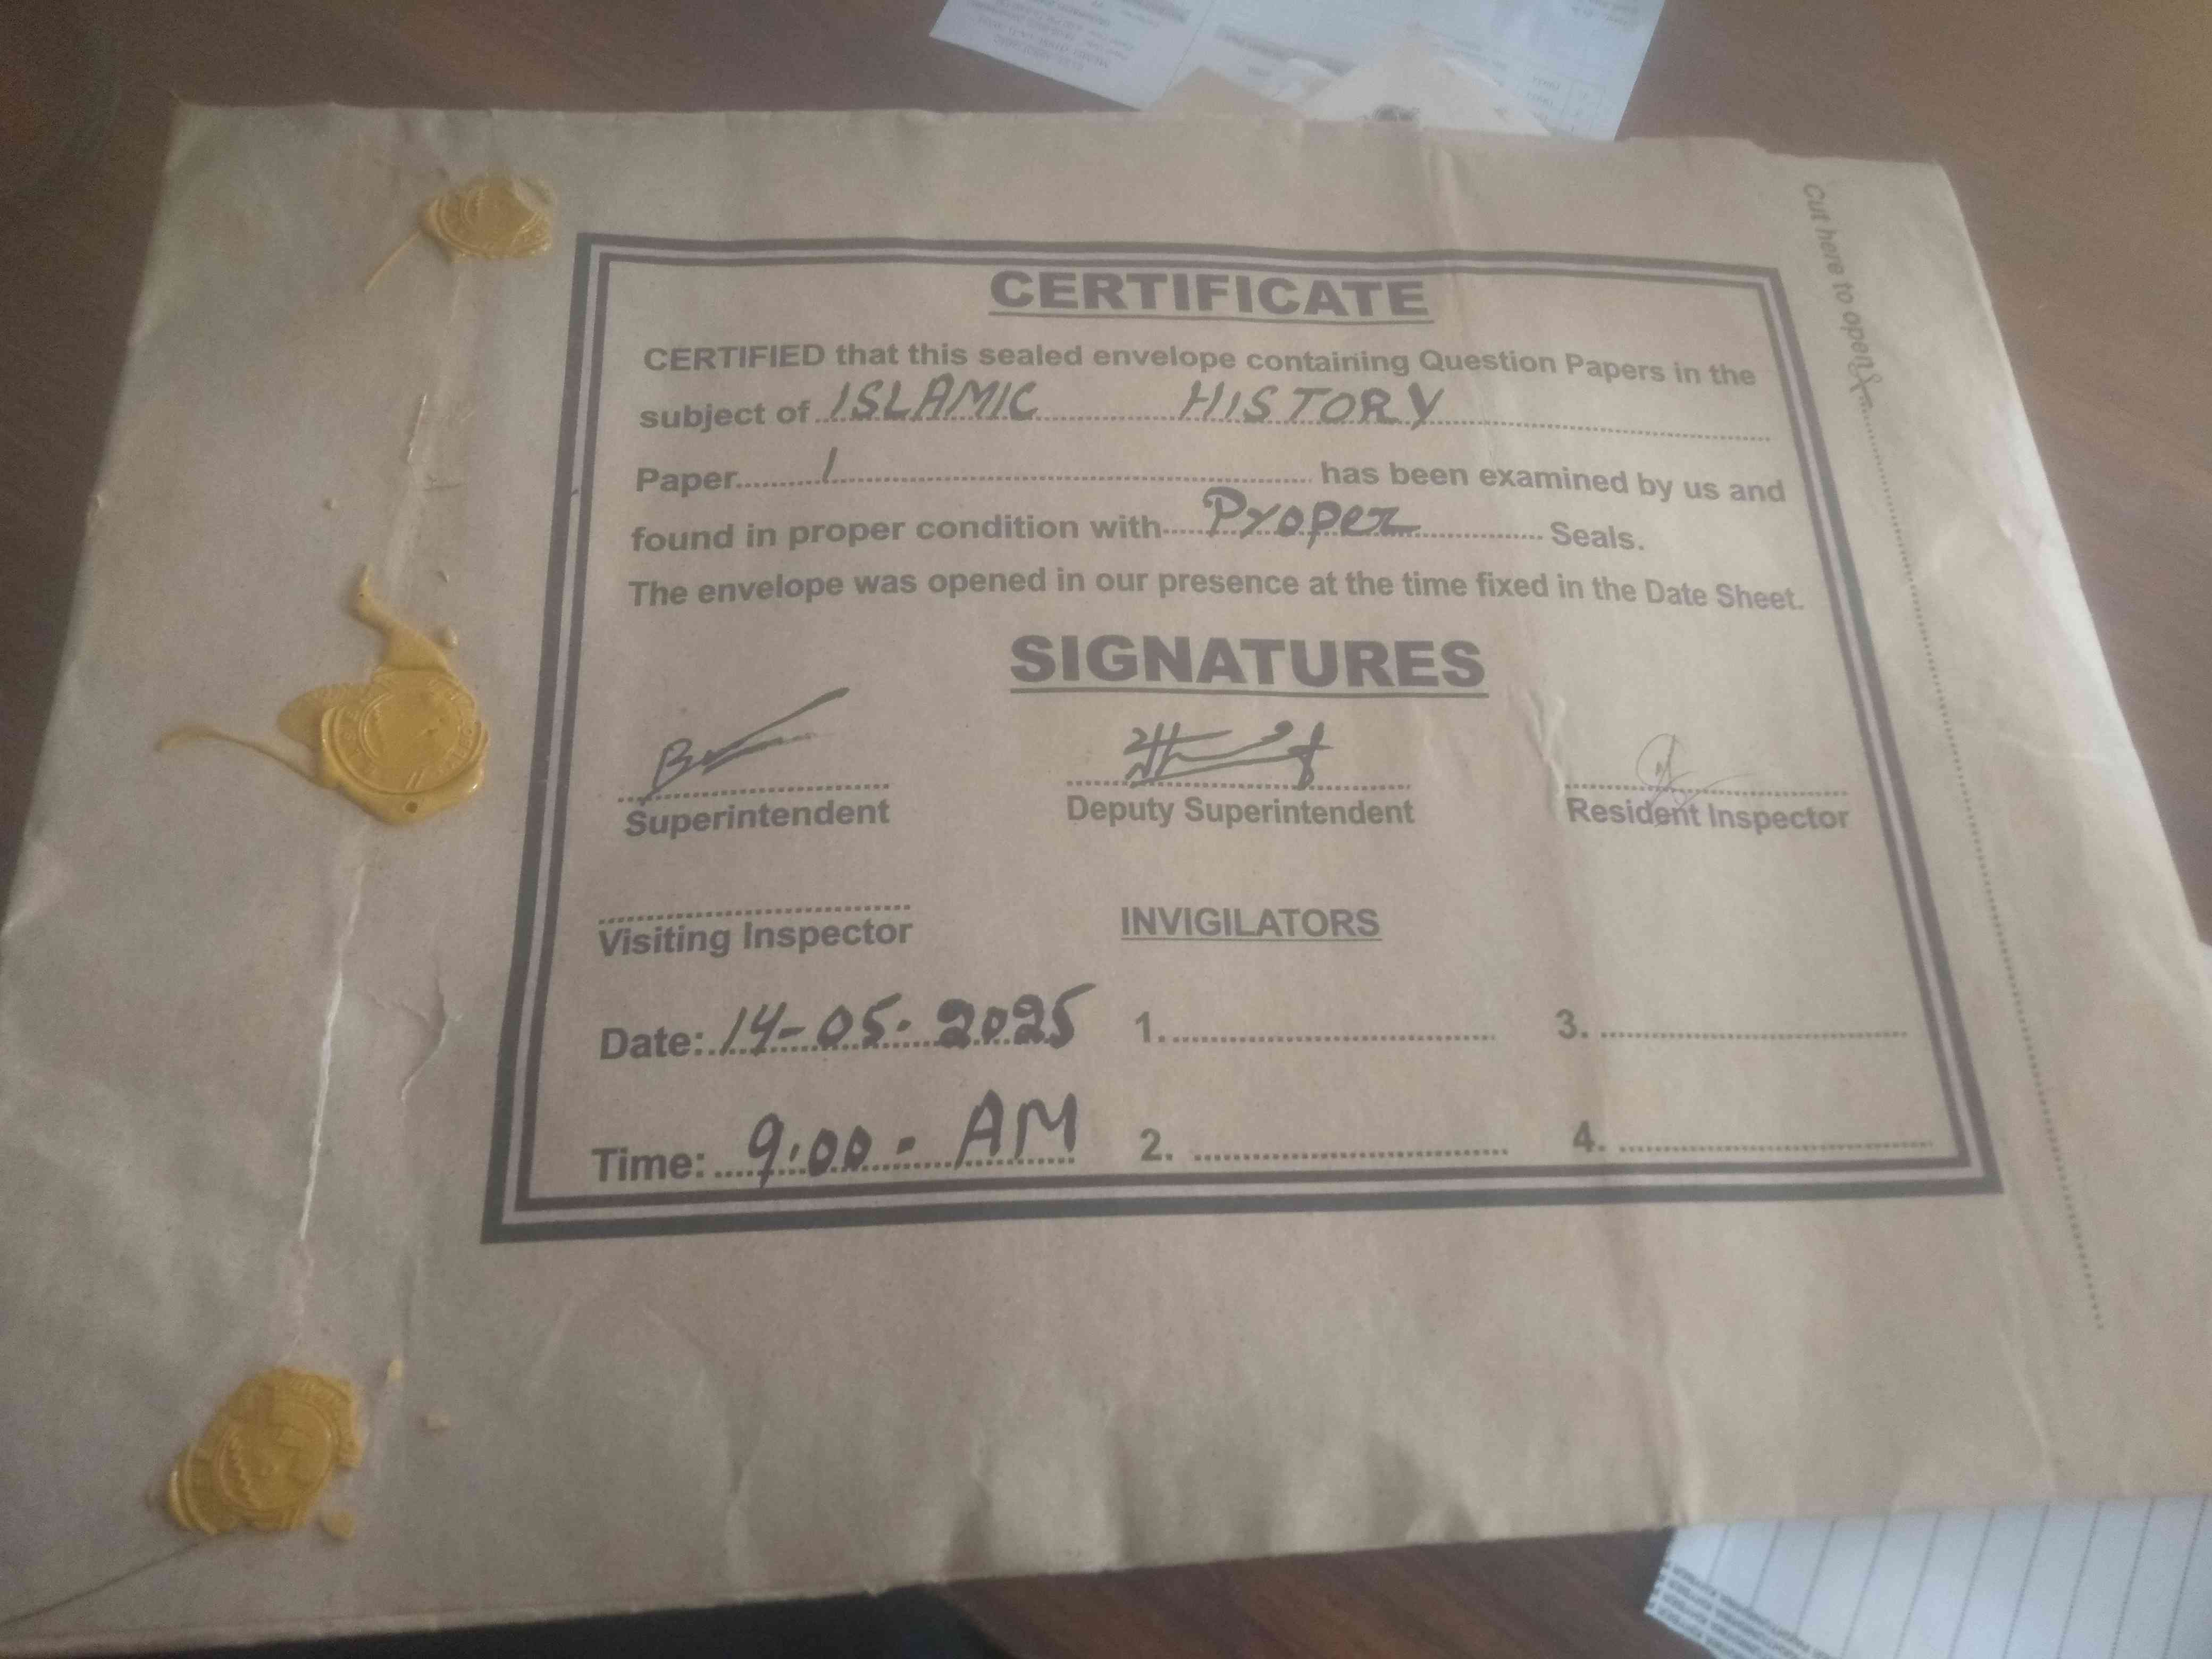 CERTIFICATE
CERTIFIED that this sealed envelope containing Question Papers in the
subject of ISLAMIC HISTORY
Paper 1 has been examined by us and
found in proper condition with Proper Seals.
The envelope was opened in our presence at the time fixed in the Date Sheet.
SIGNATURES
Superintendent Deputy Superintendent Resident Inspector
Visiting Inspector INVIGILATORS
Date: 14-05-2025 1. 3.
Time: 9:00 - AM 2. 4.
Cut here to open